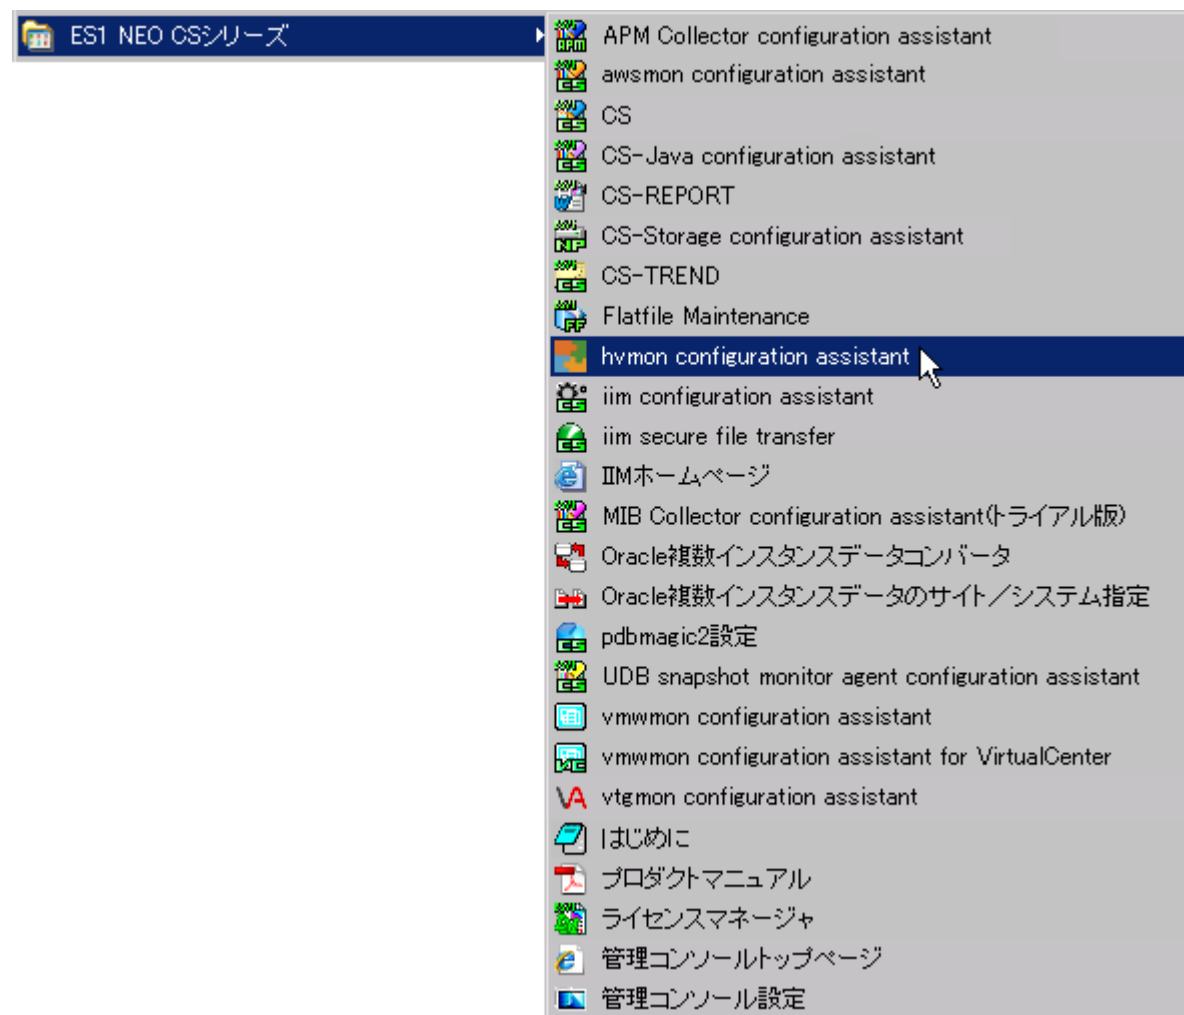 ES1 NEO CSシリーズ
APM Collector configuration assistant
awsmon configuration assistant
CS
CS-Java configuration assistant
CS-REPORT
CS-Storage configuration assistant
CS-TREND
Flatfile Maintenance
hvmon configuration assistant
iim configuration assistant
iim secure file transfer
IIMホームページ
MIB Collector configuration assistant(トライアル版)
Oracle複数インスタンスデータコンバータ
Oracle複数インスタンスデータのサイト／システム指定
pdbmagic2設定
UDB snapshot monitor agent configuration assistant
vmwmon configuration assistant
vmwmon configuration assistant for VirtualCenter
vtgmon configuration assistant
はじめに
プロダクトマニュアル
ライセンスマネージャ
管理コンソールトップページ
管理コンソール設定